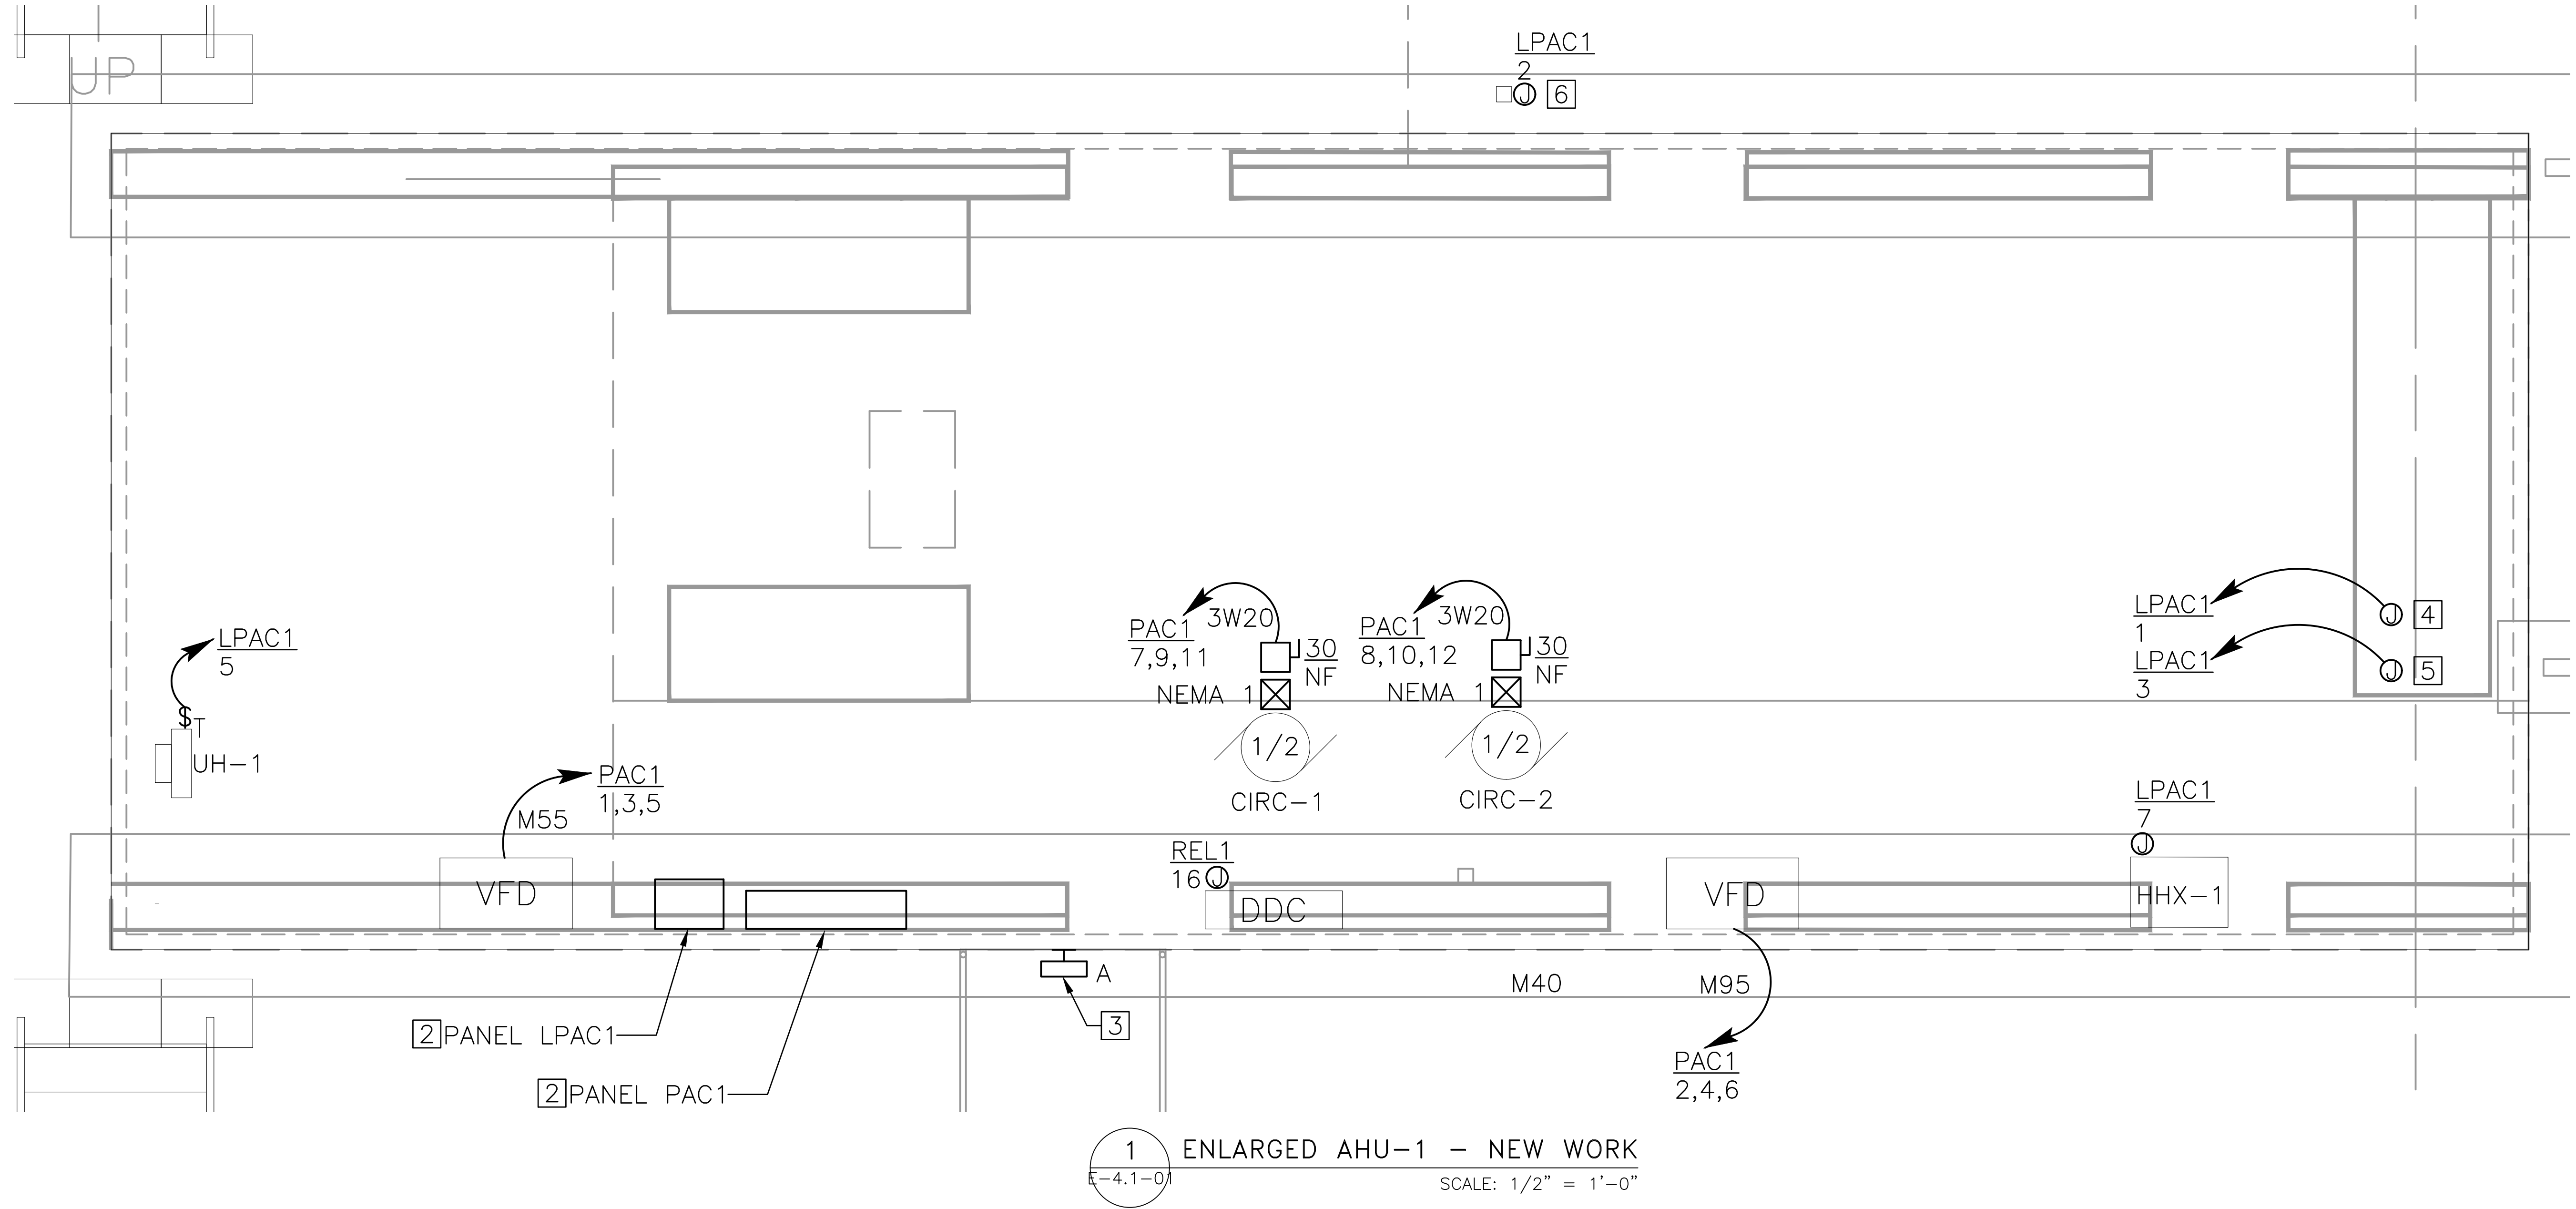 UP
LPAC1
2
J 6
LPAC1
5
$T
UH-1
PAC1
7,9,11
3W20
30
NF
NEMA 1
1/2
CIRC-1
PAC1
8,10,12
3W20
30
NF
NEMA 1
1/2
CIRC-2
LPAC1
1
J 4
LPAC1
3
J 5
PAC1
1,3,5
M55
VFD
REL1
16 J
DDC
VFD
LPAC1
7
J
HHX-1
A
3
M40
M95
PAC1
2,4,6
2 PANEL LPAC1
2 PANEL PAC1
1
E-4.1-01
ENLARGED AHU-1 - NEW WORK
SCALE: 1/2" = 1'-0"